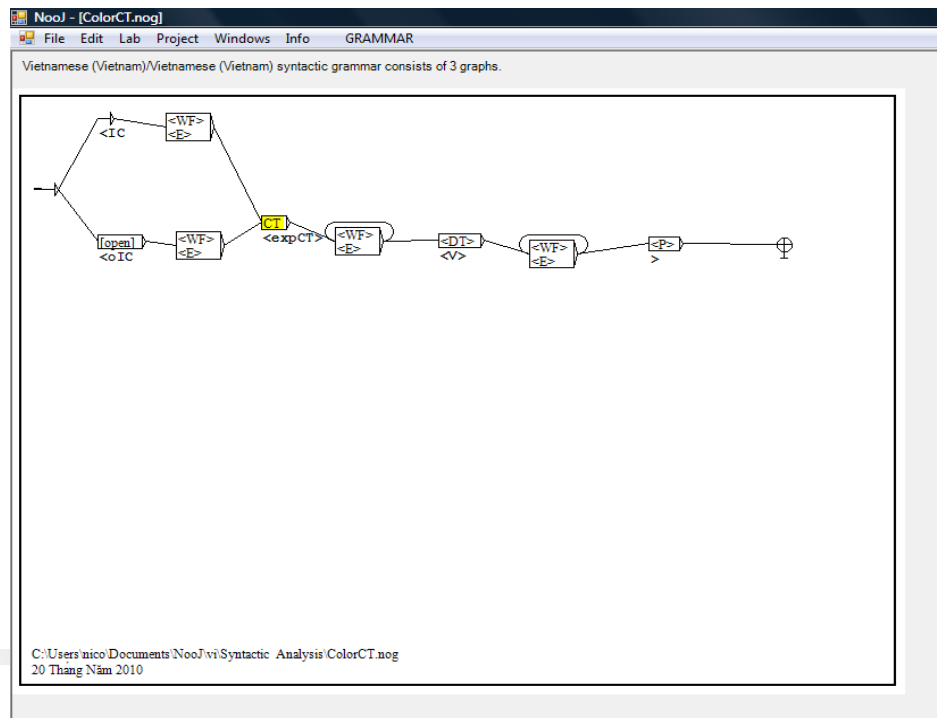 NooJ - [ColorCT.nog]
File Edit Lab Project Windows Info GRAMMAR
Vietnamese (Vietnam)/Vietnamese (Vietnam) syntactic grammar consists of 3 graphs.
<WF>
<E>
<IC
[open]
<oIC
<WF>
<E>
CT
<expCT>
<WF>
<E>
<DT>
<V>
<WF>
<E>
<P>
>
C:\Users\nico\Documents\NooJ\vi\Syntactic Analysis\ColorCT.nog
20 Tháng Năm 2010